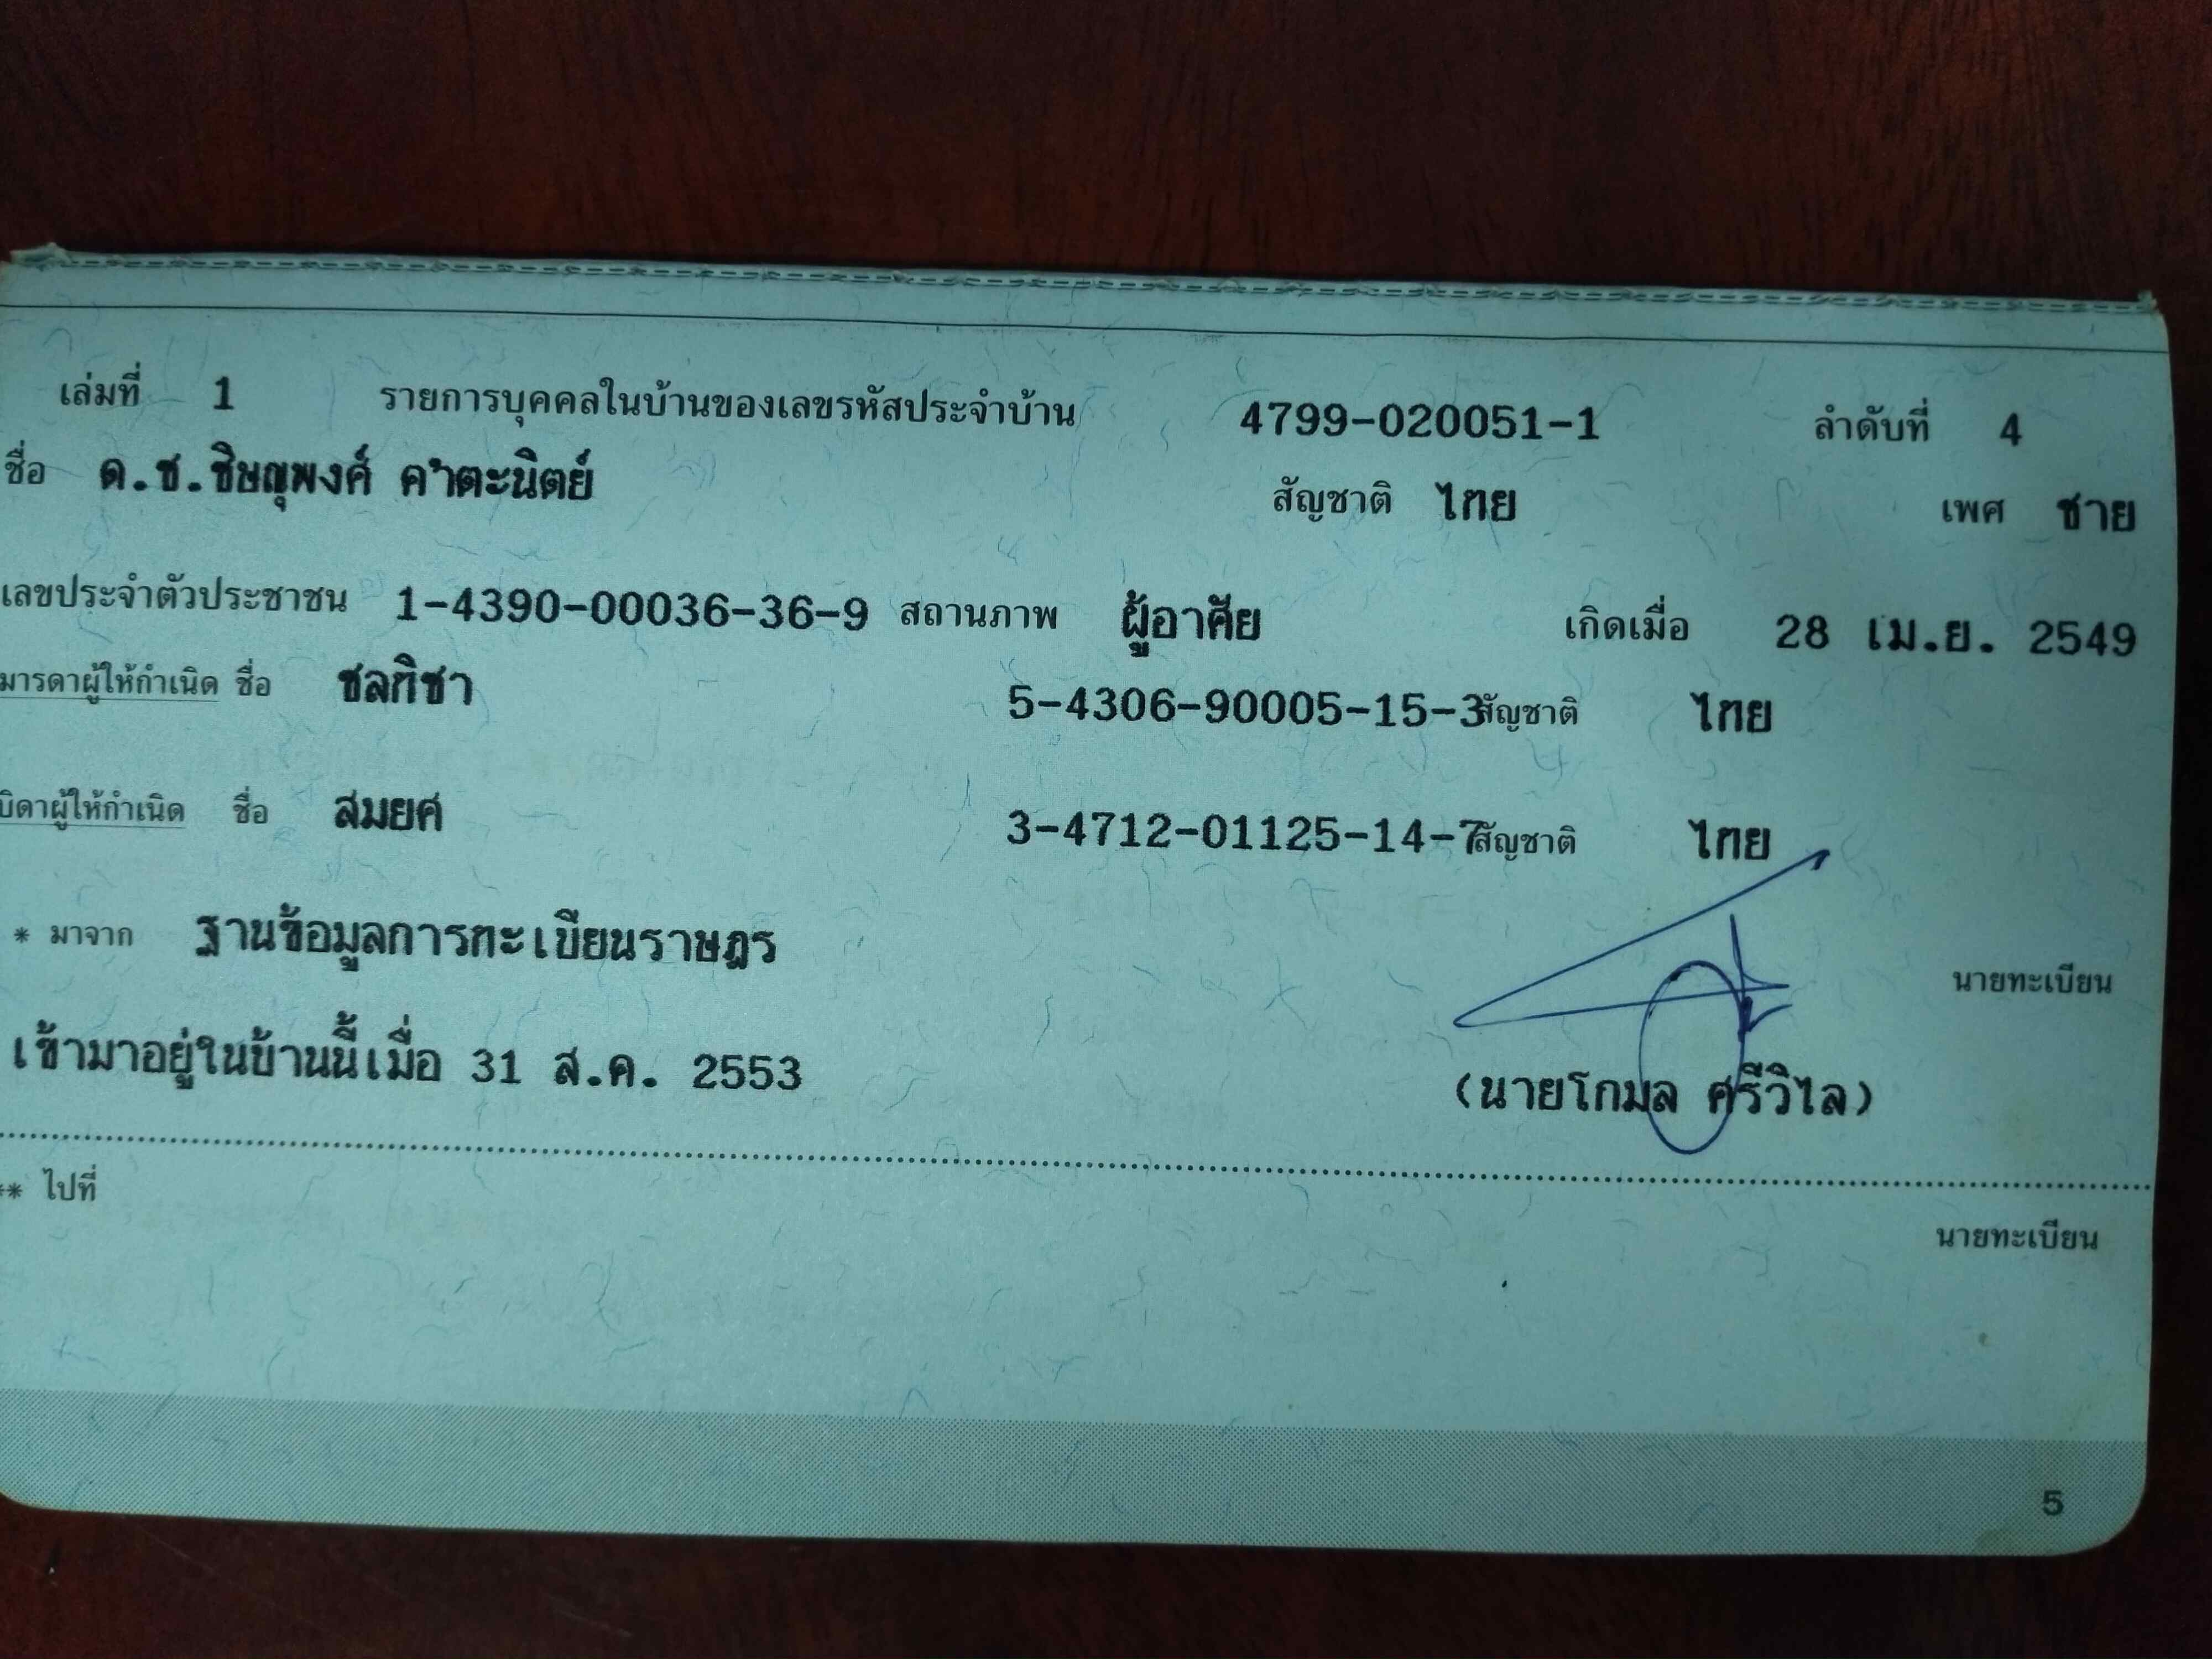 เล่มที่ 1 รายการบุคคลในบ้านของเลขรหัสประจำบ้าน 4799-020051-1 ลำดับที่ 4
ชื่อ ด.ช.ชิษณุพงศ์ คำตะนิตย์ สัญชาติ ไทย เพศ ชาย
เลขประจำตัวประชาชน 1-4390-00036-36-9 สถานภาพ ผู้อาศัย เกิดเมื่อ 28 เม.ย. 2549
มารดาผู้ให้กำเนิด ชื่อ ชลทิชา 5-4306-90005-15-3 สัญชาติ ไทย
บิดาผู้ให้กำเนิด ชื่อ สมยศ 3-4712-01125-14-7 สัญชาติ ไทย
* มาจาก ฐานข้อมูลการทะเบียนราษฎร
นายทะเบียน
เข้ามาอยู่ในบ้านนี้เมื่อ 31 ส.ค. 2553 (นายโกมล ศรีวิไล)
** ไปที่
นายทะเบียน
5